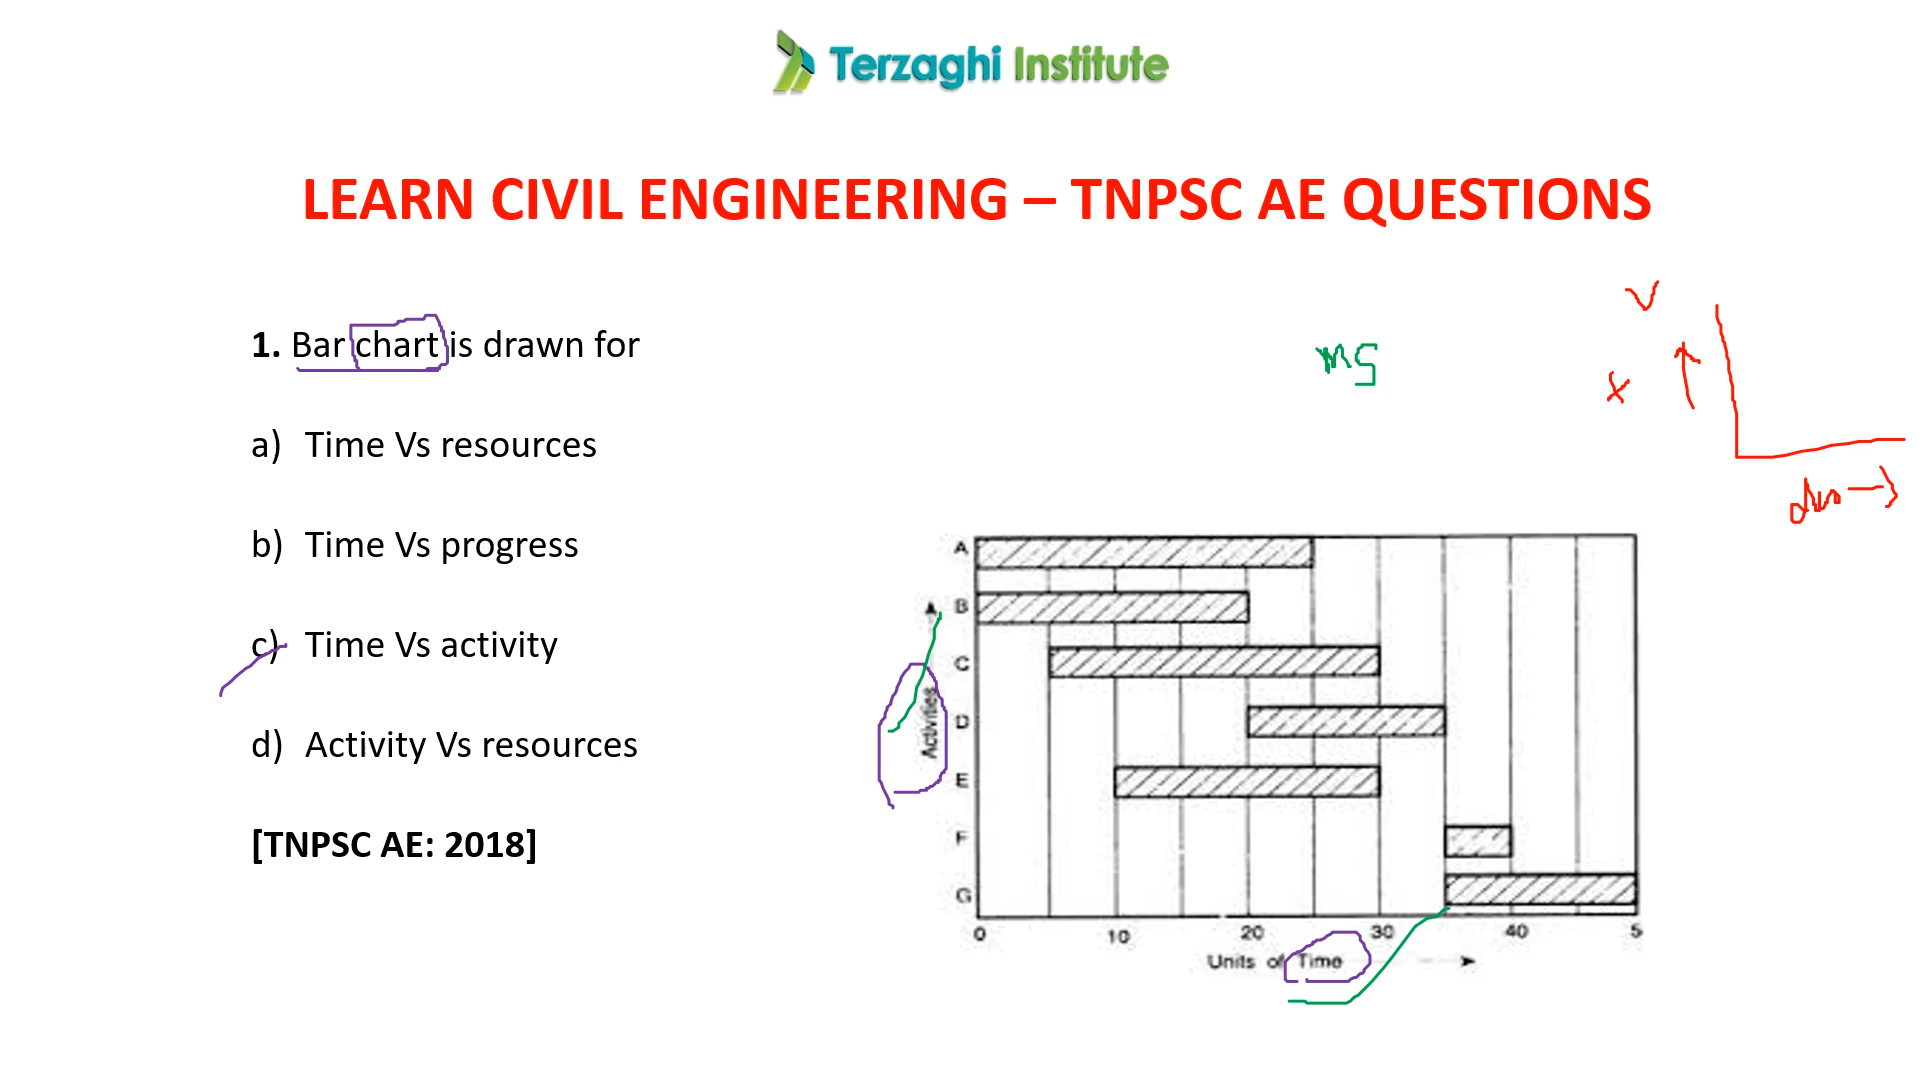 Terzaghi Institute
LEARN CIVIL ENGINEERING – TNPSC AE QUESTIONS
1. Bar chart is drawn for
a) Time Vs resources
b) Time Vs progress
c) Time Vs activity
d) Activity Vs resources
[TNPSC AE: 2018]
MS
A
B
C
D
E
F
G
Activities
0 10 20 30 40 5
Units of Time